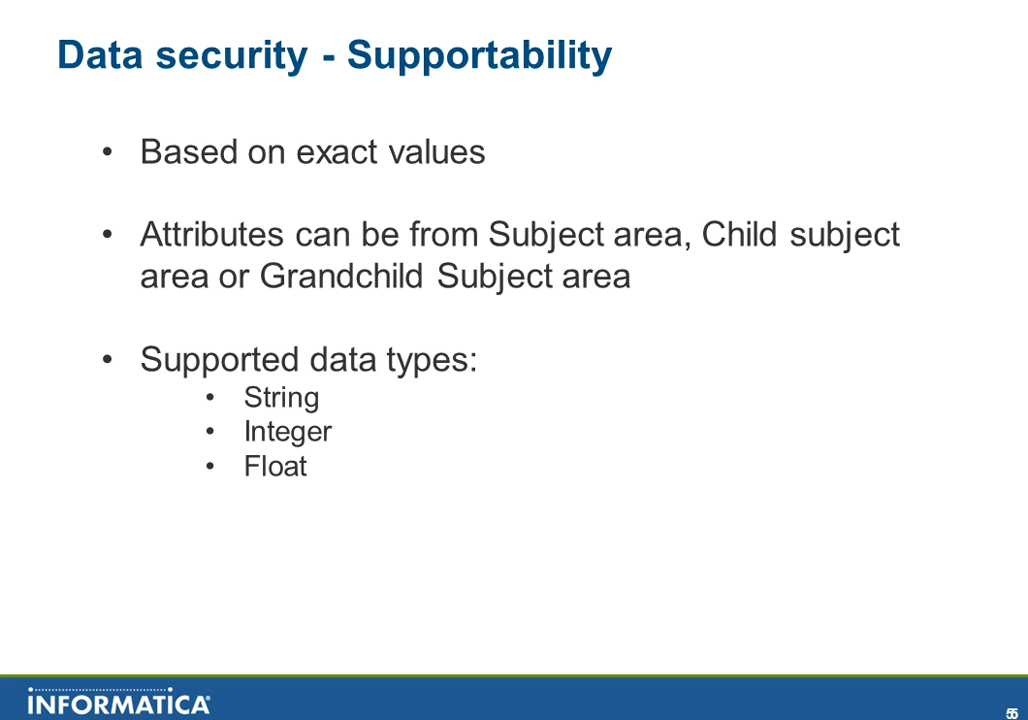 Data security - Supportability
• Based on exact values
• Attributes can be from Subject area, Child subject
area or Grandchild Subject area
• Supported data types:
• String
• Integer
• Float
INFORMATICA®